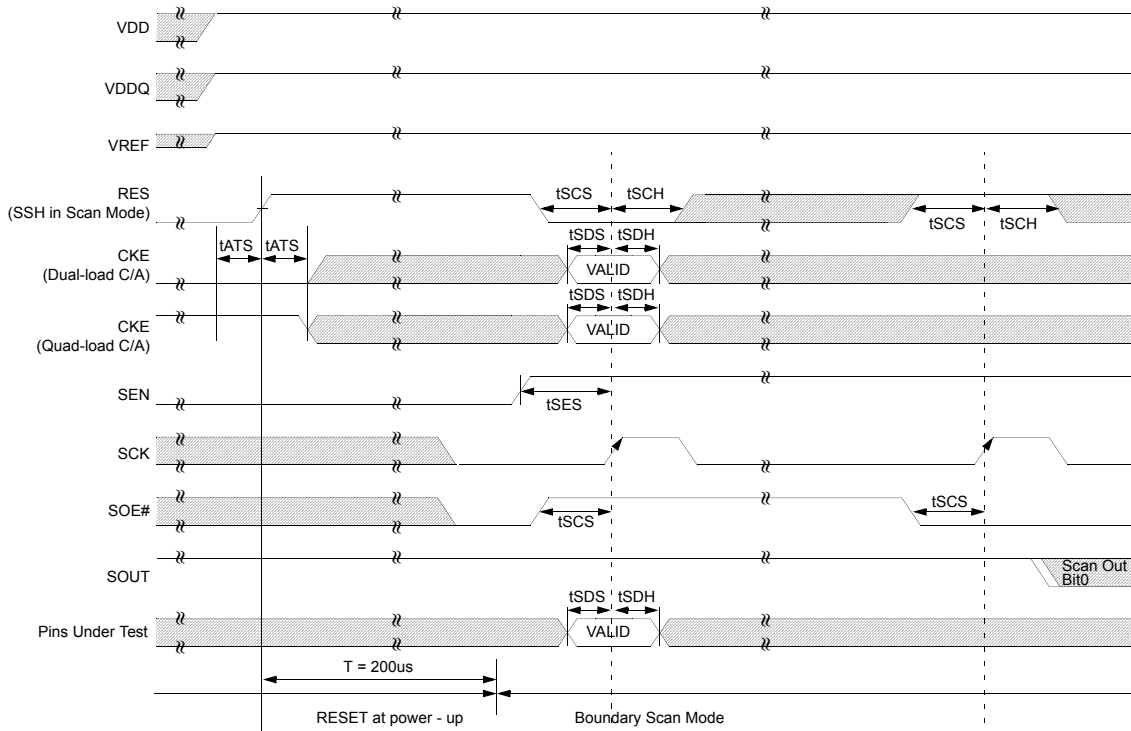 VDD
VDDQ
VREF
RES
(SSH in Scan Mode)
tSCS
tSCH
tSCS
tSCH
tATS
tATS
CKE
(Dual-load C/A)
tSDS
tSDH
VALID
CKE
(Quad-load C/A)
tSDS
tSDH
VALID
SEN
tSES
SCK
SOE#
tSCS
tSCS
SOUT
Scan Out
Bit0
Pins Under Test
tSDS
tSDH
VALID
T = 200us
RESET at power - up
Boundary Scan Mode